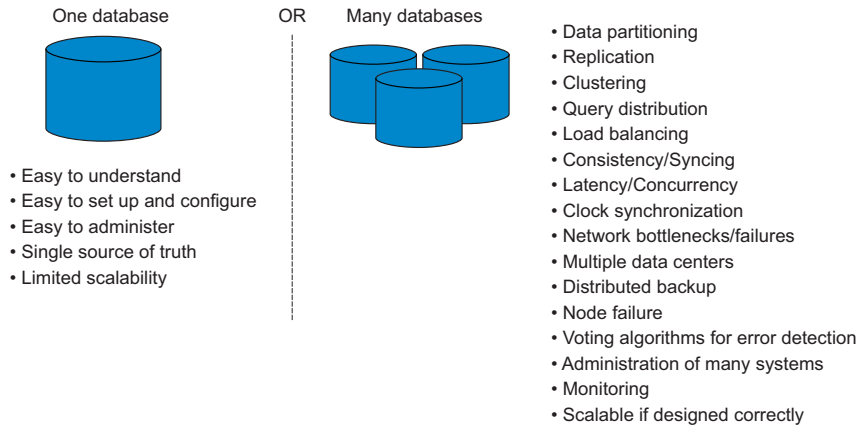 One database
OR
Many databases
• Easy to understand
• Easy to set up and configure
• Easy to administer
• Single source of truth
• Limited scalability
• Data partitioning
• Replication
• Clustering
• Query distribution
• Load balancing
• Consistency/Syncing
• Latency/Concurrency
• Clock synchronization
• Network bottlenecks/failures
• Multiple data centers
• Distributed backup
• Node failure
• Voting algorithms for error detection
• Administration of many systems
• Monitoring
• Scalable if designed correctly